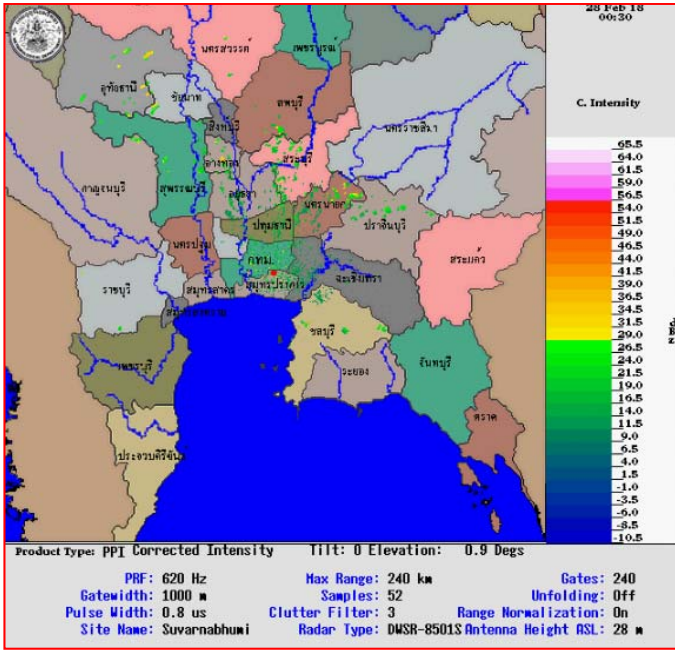 28 Feb 18
00:30
C. Intensity
65.5
64.0
61.5
59.0
56.5
54.0
51.5
49.0
46.5
44.0
41.5
39.0
36.5
34.0
31.5
29.0
26.5
24.0
21.5
19.0
16.5
14.0
11.5
9.0
6.5
4.0
1.5
-1.0
-3.5
-6.0
-8.5
-10.5
นครสวรรค์
เพชรบูรณ์
อุทัยธานี
ชัยนาท
ลพบุรี
สิงห์บุรี
นครราชสีมา
อ่างทอง
สระบุรี
กาญจนบุรี
สุพรรณบุรี
อยุธยา
นครนายก
ปราจีนบุรี
ปทุมธานี
นครปฐม
กทม.
สระแก้ว
ฉะเชิงเทรา
ราชบุรี
สมุทรสาคร
สมุทรปราการ
สมุทรสงคราม
ชลบุรี
เพชรบุรี
ระยอง
จันทบุรี
ตราด
ประจวบคีรีขันธ์
Product Type: PPI Corrected Intensity Tilt: 0 Elevation: 0.9 Degs
PRF: 620 Hz Max Range: 240 km Gates: 240
Gatewidth: 1000 m Samples: 52 Unfolding: Off
Pulse Width: 0.8 us Clutter Filter: 3 Range Normalization: On
Site Name: Suvarnabhumi Radar Type: DWSR-8501S Antenna Height ASL: 28 m